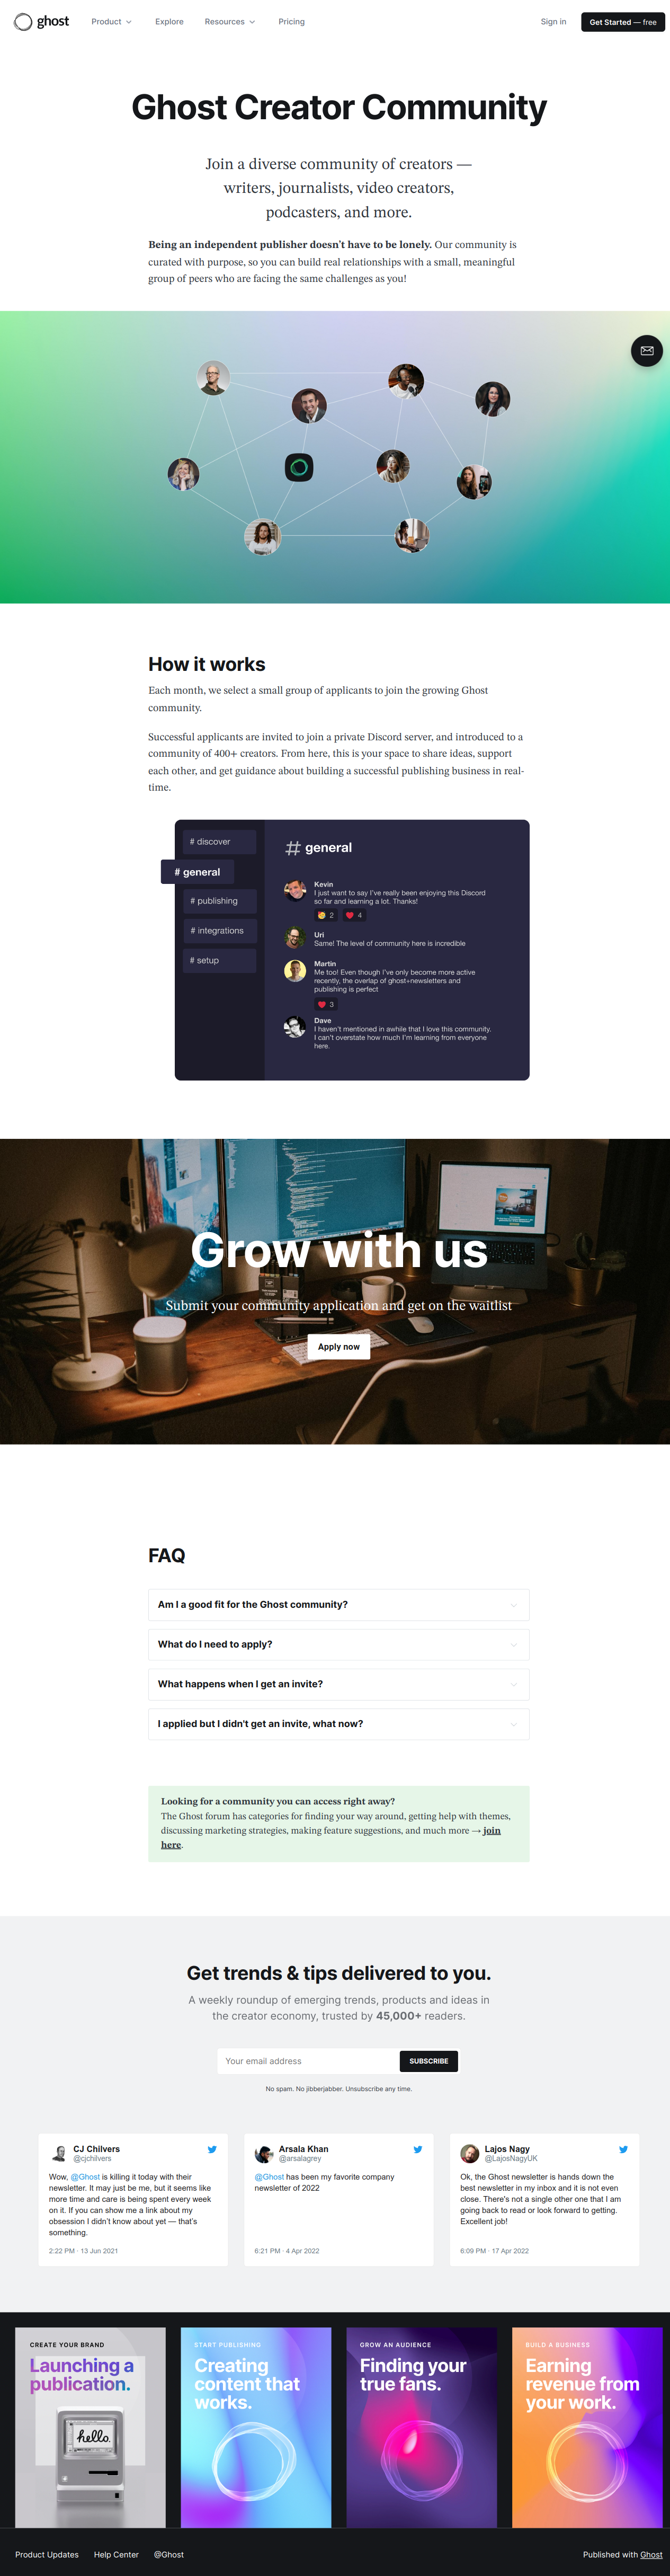 ghost
Product
Explore
Resources
Pricing
Sign in
Get Started — free
Ghost Creator Community
Join a diverse community of creators —
writers, journalists, video creators,
podcasters, and more.
Being an independent publisher doesn't have to be lonely. Our community is
curated with purpose, so you can build real relationships with a small, meaningful
group of peers who are facing the same challenges as you!
How it works
Each month, we select a small group of applicants to join the growing Ghost
community.
Successful applicants are invited to join a private Discord server, and introduced to a
community of 400+ creators. From here, this is your space to share ideas, support
each other, and get guidance about building a successful publishing business in real-
time.
# discover
# general
# publishing
# integrations
# setup
# general
Kevin
I just want to say I've really been enjoying this Discord
so far and learning a lot. Thanks!
2
4
Uri
Same! The level of community here is incredible
Martin
Me too! Even though I've only become more active
recently, the overlap of ghost+newsletters and
publishing is perfect
3
Dave
I haven't mentioned in awhile that I love this community.
I can't overstate how much I'm learning from everyone
here.
Grow with us
Submit your community application and get on the waitlist
Apply now
FAQ
Am I a good fit for the Ghost community?
What do I need to apply?
What happens when I get an invite?
I applied but I didn't get an invite, what now?
Looking for a community you can access right away?
The Ghost forum has categories for finding your way around, getting help with themes,
discussing marketing strategies, making feature suggestions, and much more → join
here.
Get trends & tips delivered to you.
A weekly roundup of emerging trends, products and ideas in
the creator economy, trusted by 45,000+ readers.
Your email address
SUBSCRIBE
No spam. No jibberjabber. Unsubscribe any time.
CJ Chilvers
@cjchilvers
Wow, @Ghost is killing it today with their
newsletter. It may just be me, but it seems like
more time and care is being spent every week
on it. If you can show me a link about my
obsession I didn't know about yet — that's
something.
2:22 PM · 13 Jun 2021
Arsala Khan
@arsalagrey
@Ghost has been my favorite company
newsletter of 2022
6:21 PM · 4 Apr 2022
Lajos Nagy
@LajosNagyUK
Ok, the Ghost newsletter is hands down the
best newsletter in my inbox and it is not even
close. There's not a single other one that I am
going back to read or look forward to getting.
Excellent job!
6:09 PM · 17 Apr 2022
CREATE YOUR BRAND
Launching a
publication.
hello.
START PUBLISHING
Creating
content that
works.
GROW AN AUDIENCE
Finding your
true fans.
BUILD A BUSINESS
Earning
revenue from
your work.
Product Updates
Help Center
@Ghost
Published with Ghost